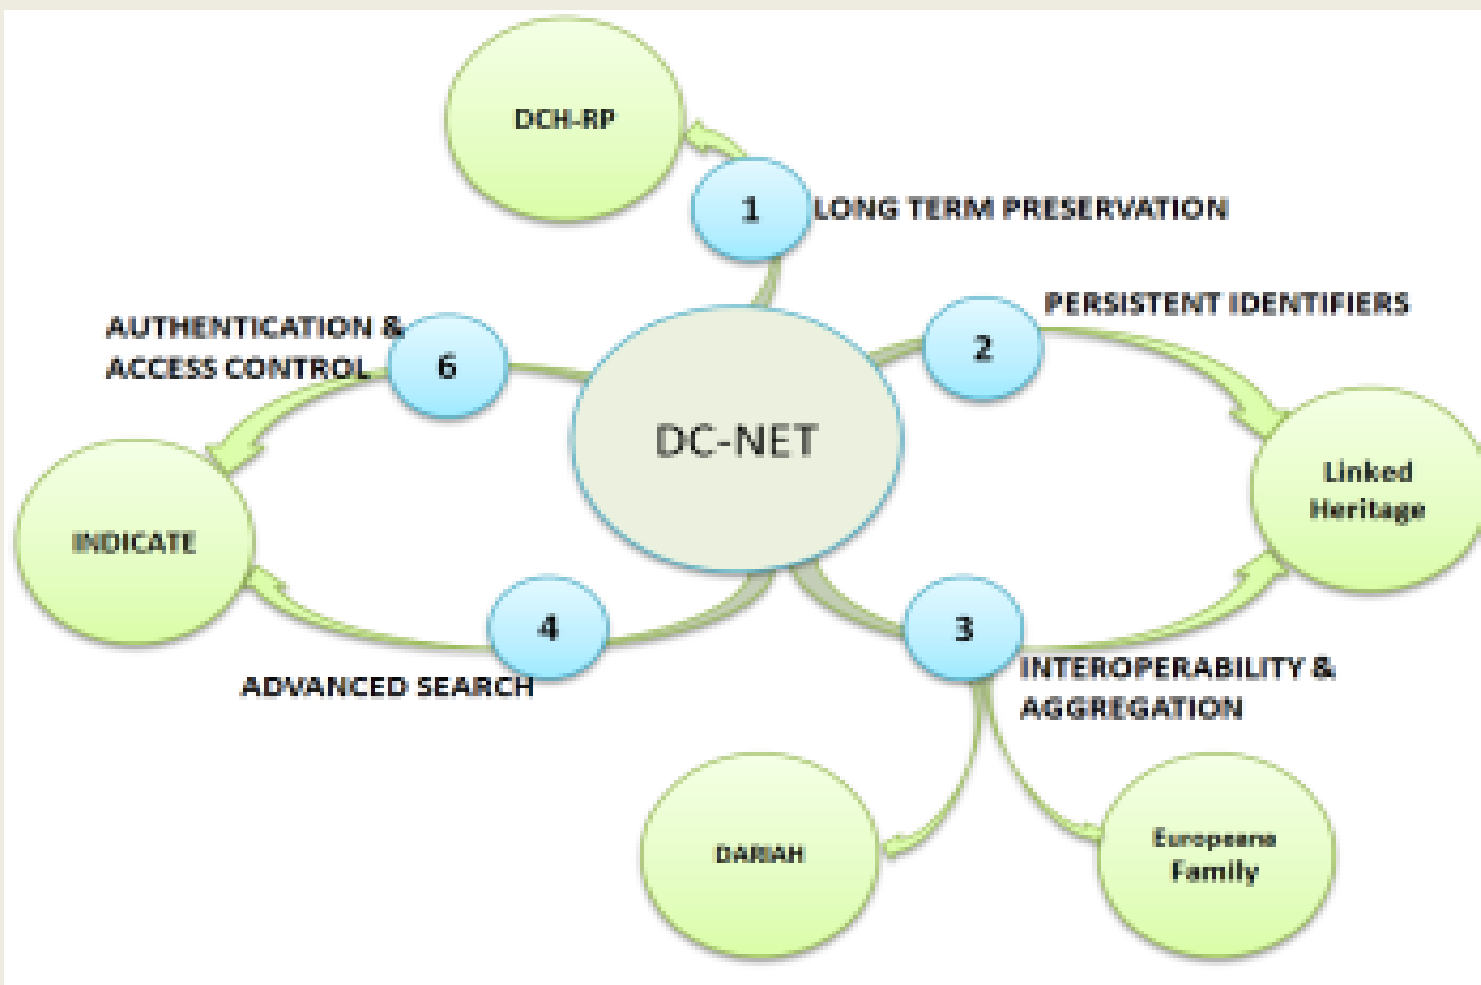 DCH-RP
1
LONG TERM PRESERVATION
PERSISTENT IDENTIFIERS
2
AUTHENTICATION &
ACCESS CONTROL
6
DC-NET
Linked
Heritage
INDICATE
4
ADVANCED SEARCH
3
INTEROPERABILITY &
AGGREGATION
DARIAH
Europeana
Family